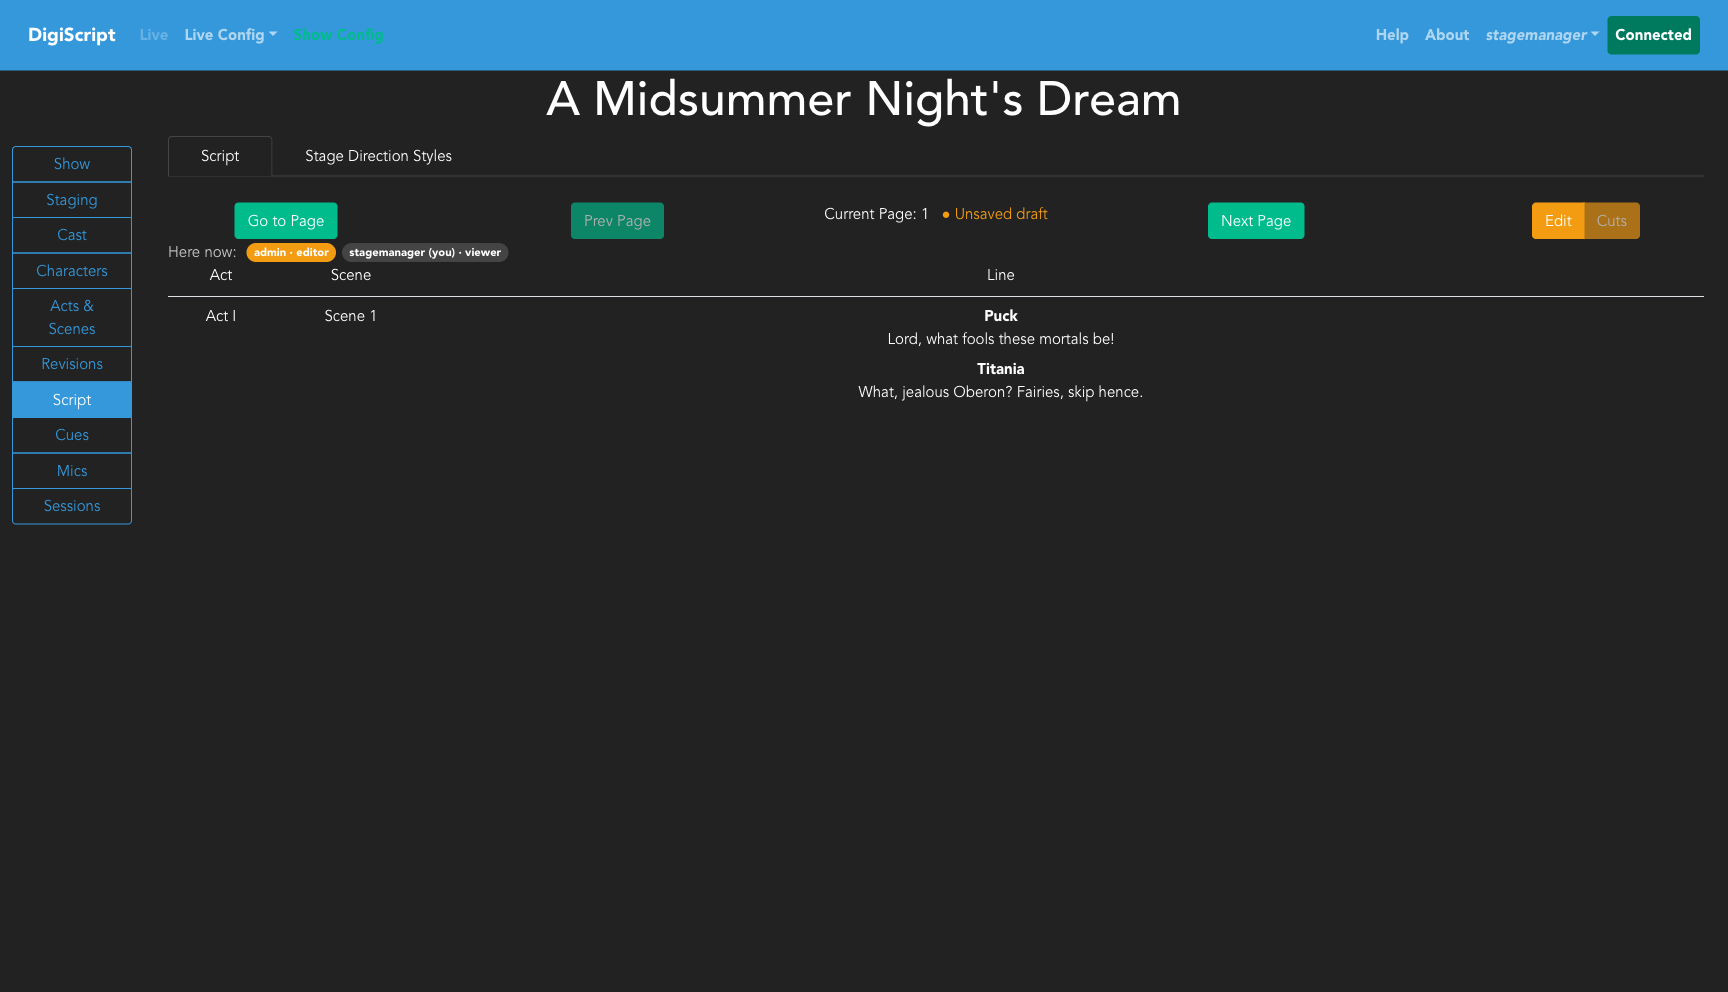 DigiScript Live Live Config Show Config Help About stagemanager Connected
A Midsummer Night's Dream
Show
Staging
Cast
Characters
Acts &
Scenes
Revisions
Script
Cues
Mics
Sessions
Script Stage Direction Styles
Go to Page Prev Page Current Page: 1 ● Unsaved draft Next Page Edit Cuts
Here now: admin · editor stagemanager (you) · viewer
Act Scene Line
Act I Scene 1 Puck
Lord, what fools these mortals be!
Titania
What, jealous Oberon? Fairies, skip hence.